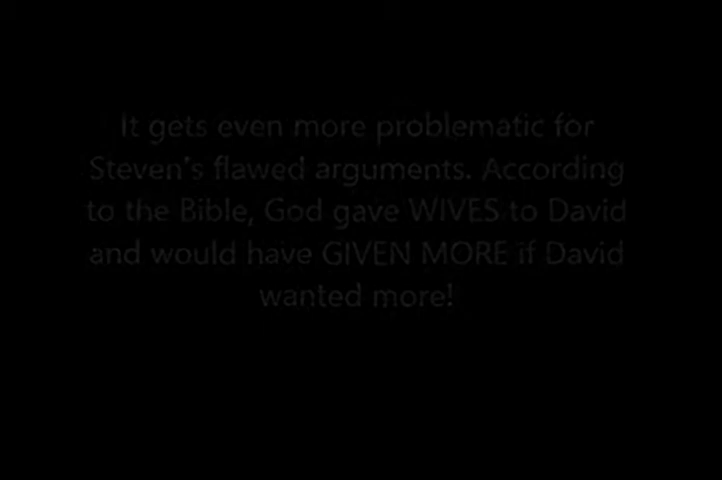 It gets even more problematic for
Steven's flawed arguments. According
to the Bible, God gave WIVES to David
and would have GIVEN MORE if David
wanted more!